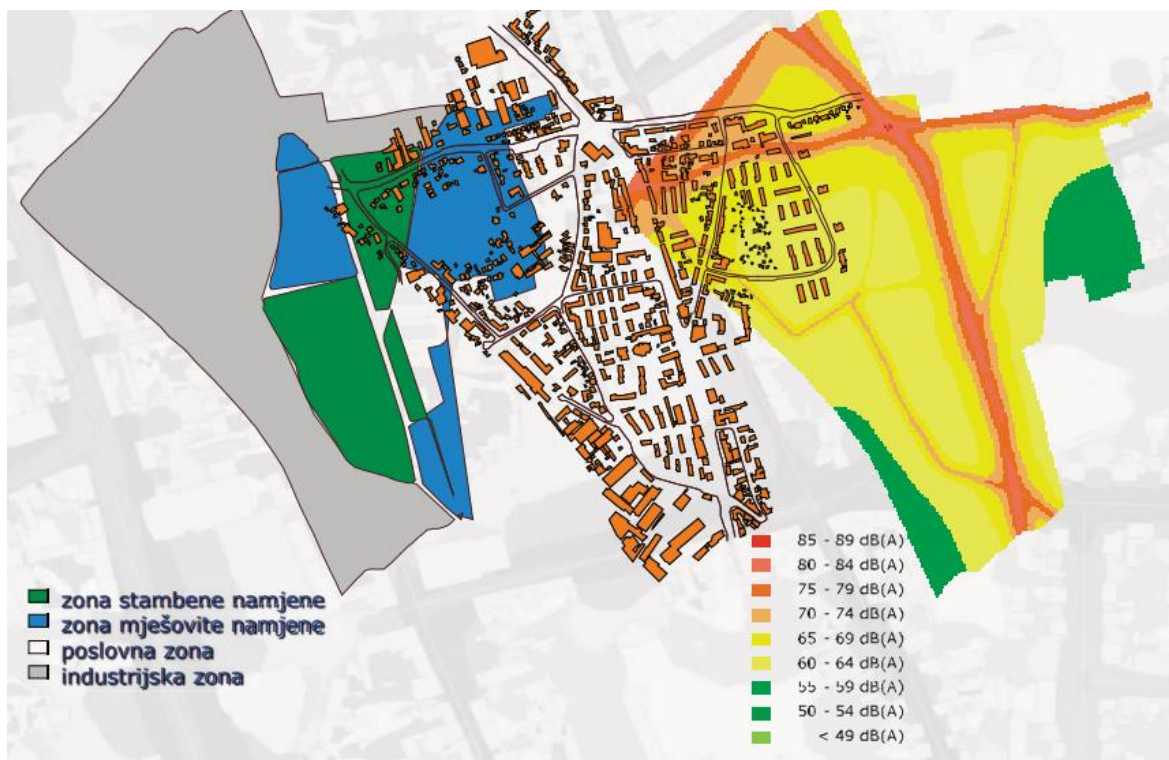 zona stambene namjene
zona mješovite namjene
poslovna zona
industrijska zona
85 - 89 dB(A)
80 - 84 dB(A)
75 - 79 dB(A)
70 - 74 dB(A)
65 - 69 dB(A)
60 - 64 dB(A)
55 - 59 dB(A)
50 - 54 dB(A)
< 49 dB(A)